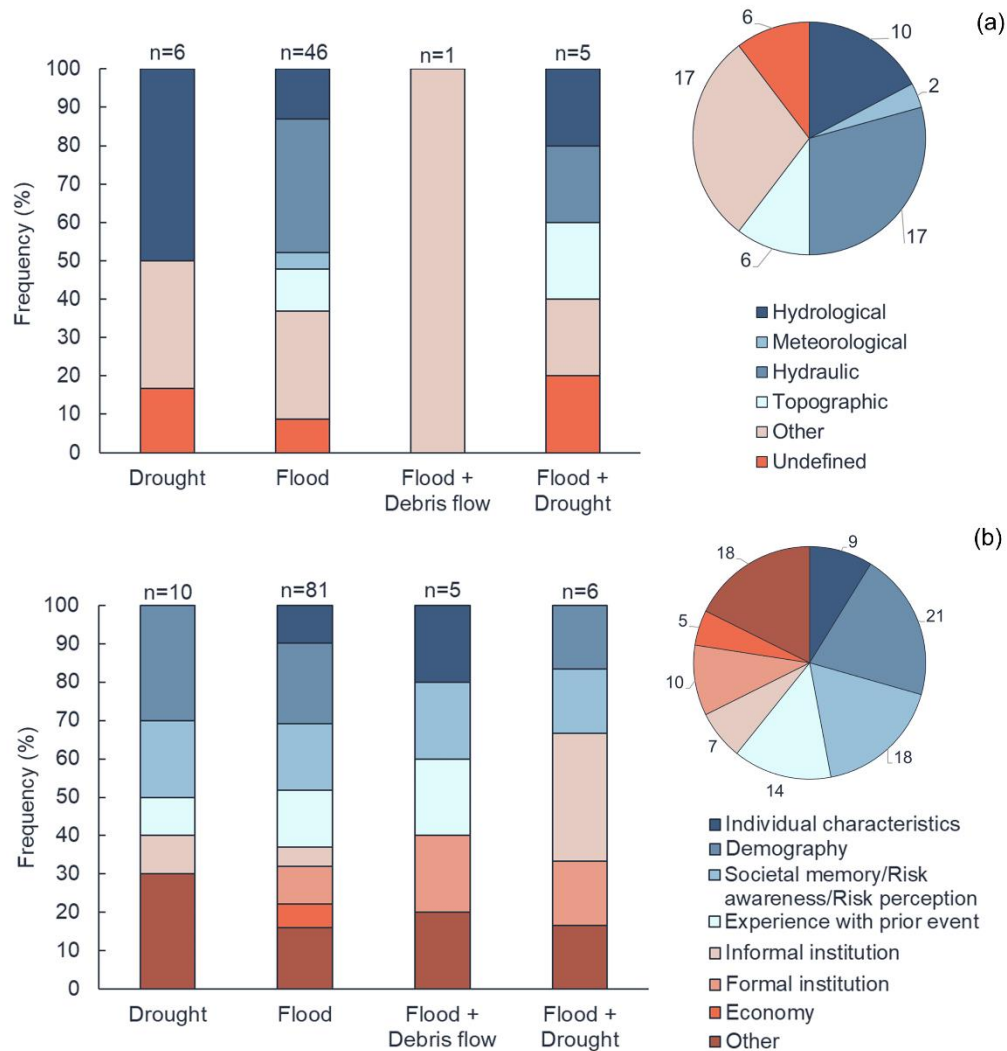 (a)
n=6
n=46
n=1
n=5
100
90
80
70
60
50
40
30
20
10
0
Frequency (%)
Drought
Flood
Flood +
Debris flow
Flood +
Drought
6
10
2
17
17
6
Hydrological
Meteorological
Hydraulic
Topographic
Other
Undefined
(b)
n=10
n=81
n=5
n=6
100
90
80
70
60
50
40
30
20
10
0
Frequency (%)
Drought
Flood
Flood +
Debris flow
Flood +
Drought
18
9
21
5
10
7
14
18
Individual characteristics
Demography
Societal memory/Risk
awareness/Risk perception
Experience with prior event
Informal institution
Formal institution
Economy
Other